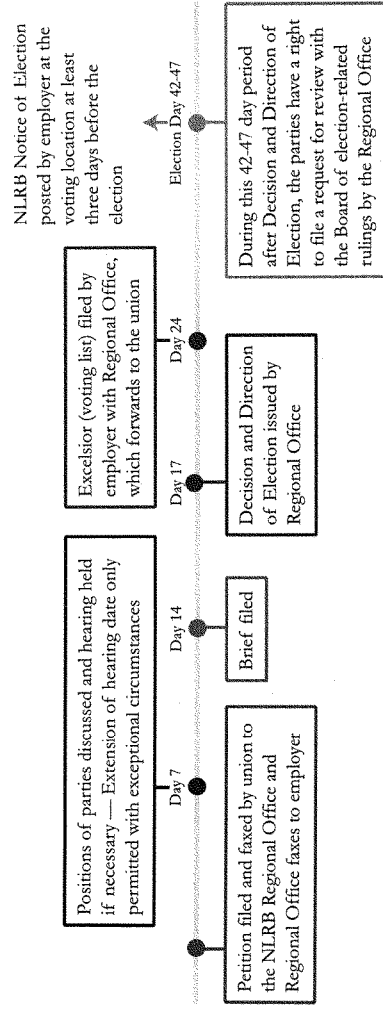 Petition filed and faxed by union to
the NLRB Regional Office and
Regional Office faxes to employer
Day 7
Positions of parties discussed and hearing held
if necessary — Extension of hearing date only
permitted with exceptional circumstances
Day 14
Brief filed
Day 17
Decision and Direction
of Election issued by
Regional Office
Day 24
Excelsior (voting list) filed by
employer with Regional Office,
which forwards to the union
Election Day 42-47
NLRB Notice of Election
posted by employer at the
voting location at least
three days before the
election
During this 42-47 day period
after Decision and Direction of
Election, the parties have a right
to file a request for review with
the Board of election-related
rulings by the Regional Office